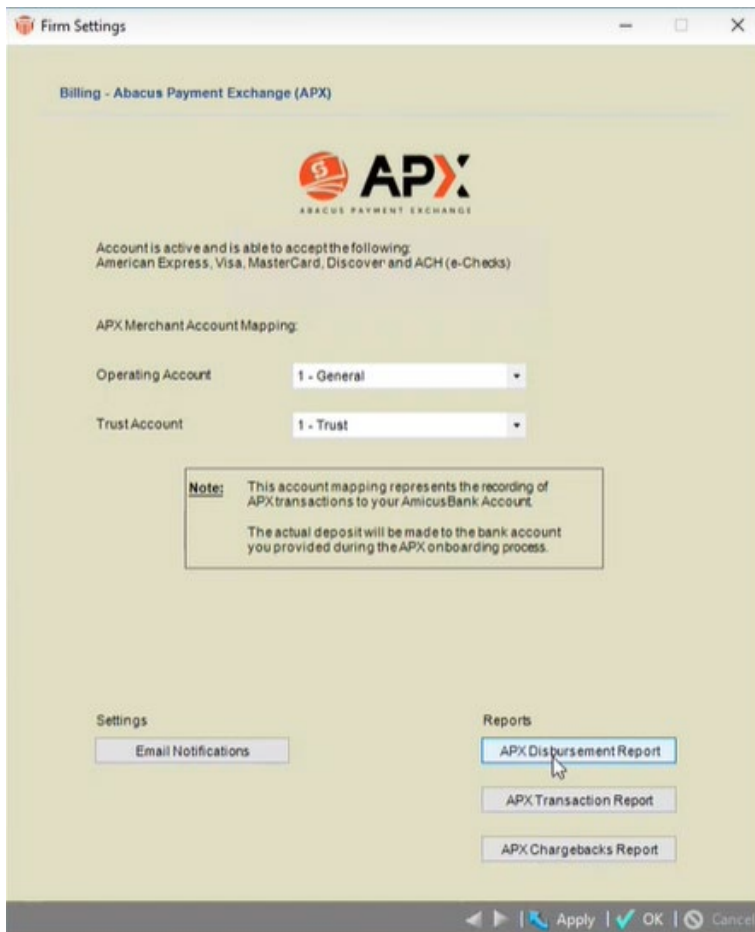 Firm Settings
Billing - Abacus Payment Exchange (APX)
APX
ABACUS PAYMENT EXCHANGE
Account is active and is able to accept the following:
American Express, Visa, MasterCard, Discover and ACH (e-Checks)
APX Merchant Account Mapping:
Operating Account 1 - General
Trust Account 1 - Trust
Note: This account mapping represents the recording of
APX transactions to your Amicus Bank Account.
The actual deposit will be made to the bank account
you provided during the APX onboarding process.
Settings Reports
Email Notifications APX Disbursement Report
APX Transaction Report
APX Chargebacks Report
Apply OK Cancel